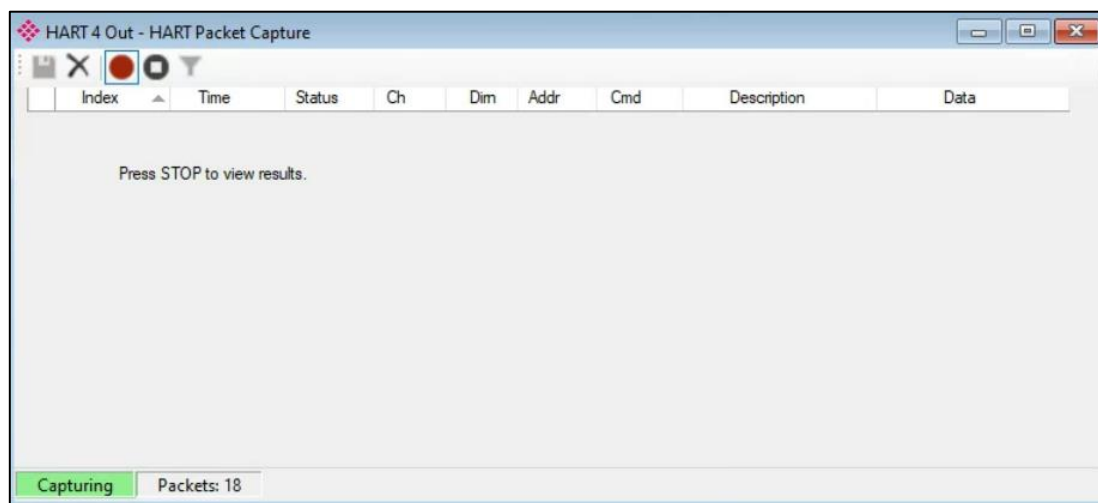 HART 4 Out - HART Packet Capture
Index Time Status Ch Dirn Addr Cmd Description Data
Press STOP to view results.
Capturing Packets: 18